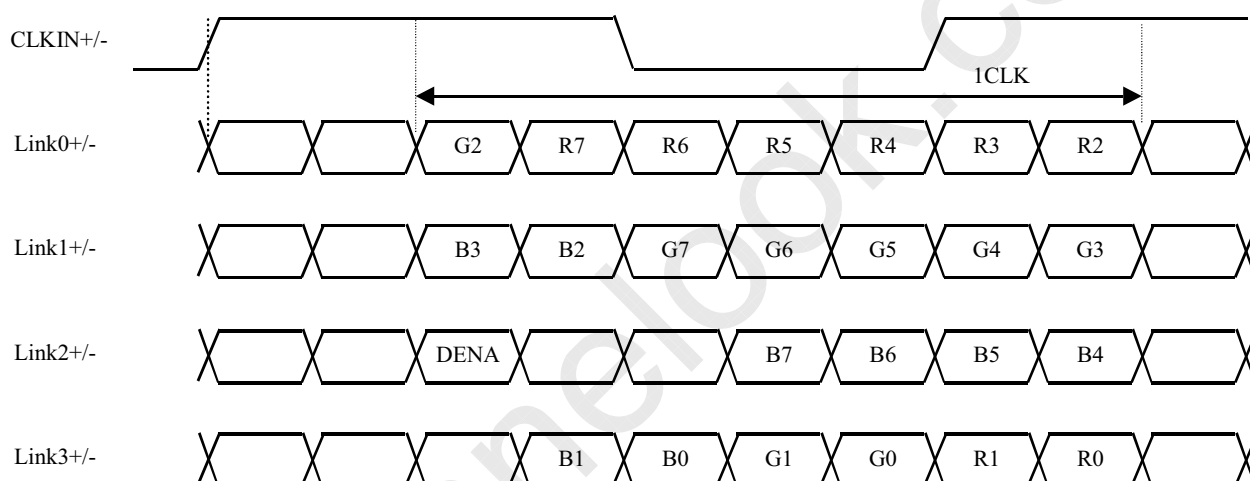 CLKIN+/-
1CLK
Link0+/- G2 R7 R6 R5 R4 R3 R2
Link1+/- B3 B2 G7 G6 G5 G4 G3
Link2+/- DENA B7 B6 B5 B4
Link3+/- B1 B0 G1 G0 R1 R0
nelook.c